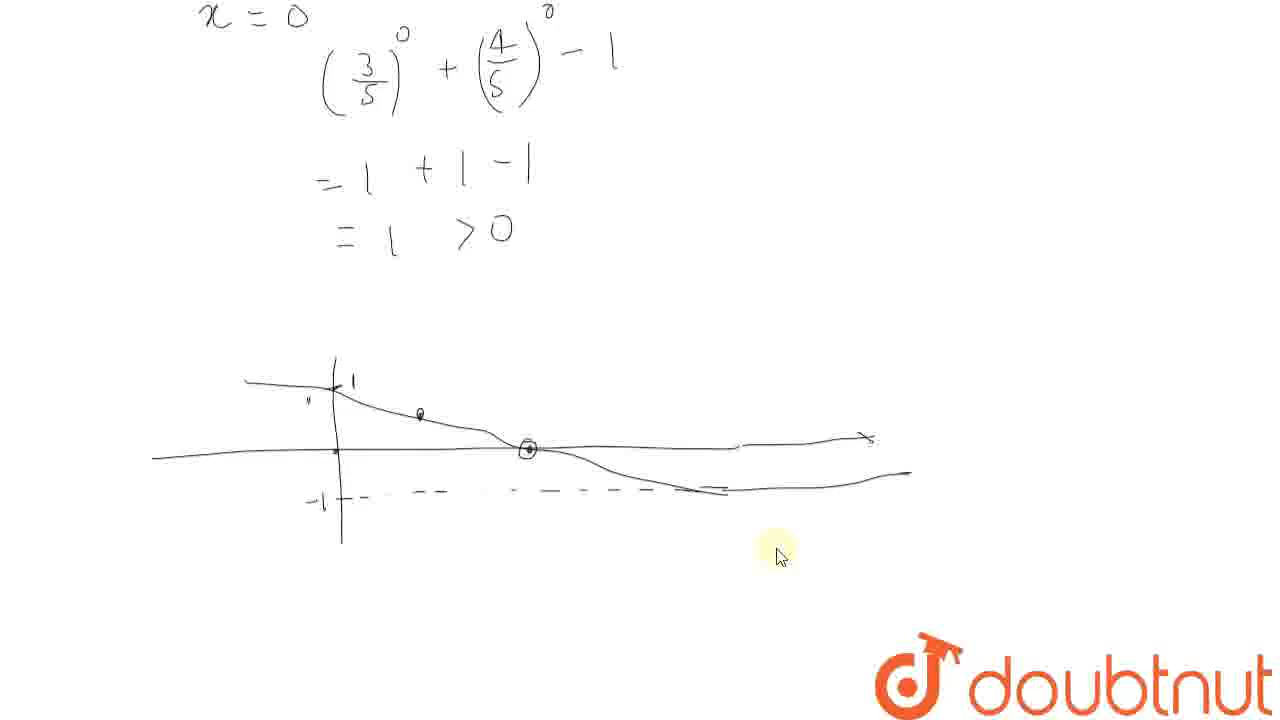 x = 0
(3/5)^0 + (4/5)^0 - 1
= 1 + 1 - 1
= 1 > 0
1
-1
doubtnut